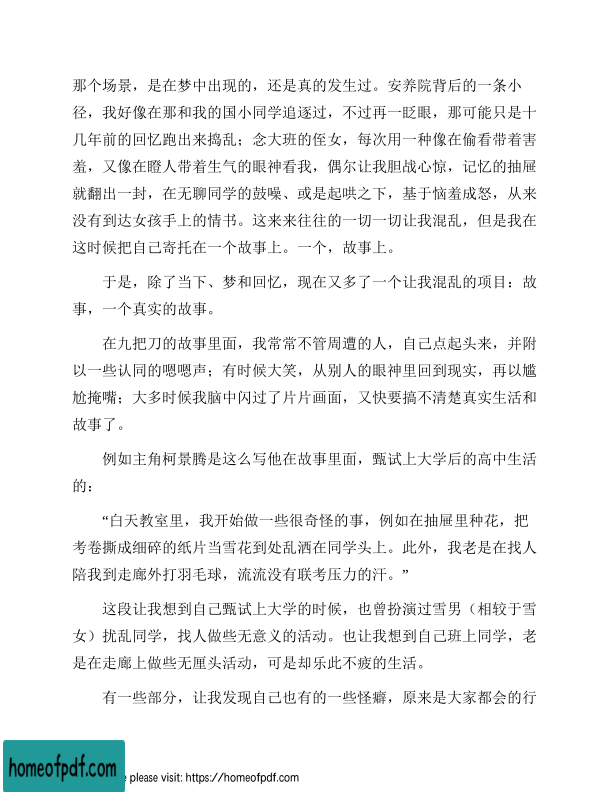 那个场景，是在梦中出现的，还是真的发生过。安养院背后的一条小
径，我好像在那和我的国小同学追逐过，不过再一眨眼，那可能只是十
几年前的回忆跑出来捣乱；念大班的侄女，每次用一种像在偷看带着害
羞，又像在瞪人带着生气的眼神看我，偶尔让我胆战心惊，记忆的抽屉
就翻出一封，在无聊同学的鼓噪、或是起哄之下，基于恼羞成怒，从来
没有到达女孩手上的情书。这来来往往的一切一切让我混乱，但是我在
这时候把自己寄托在一个故事上。一个，故事上。
于是，除了当下、梦和回忆，现在又多了一个让我混乱的项目：故
事，一个真实的故事。
在九把刀的故事里面，我常常不管周遭的人，自己点起头来，并附
以一些认同的嗯嗯声；有时候大笑，从别人的眼神里回到现实，再以尴
尬掩嘴；大多时候我脑中闪过了片片画面，又快要搞不清楚真实生活和
故事了。
例如主角柯景腾是这么写他在故事里面，甄试上大学后的高中生活
的：
“白天教室里，我开始做一些很奇怪的事，例如在抽屉里种花，把
考卷撕成细碎的纸片当雪花到处乱洒在同学头上。此外，我老是在找人
陪我到走廊外打羽毛球，流流没有联考压力的汗。”
这段让我想到自己甄试上大学的时候，也曾扮演过雪男（相较于雪
女）扰乱同学，找人做些无意义的活动。也让我想到自己班上同学，老
是在走廊上做些无厘头活动，可是却乐此不疲的生活。
有一些部分，让我发现自己也有的一些怪癖，原来是大家都会的行
homeofpdf.com
e please visit: https://homeofpdf.com